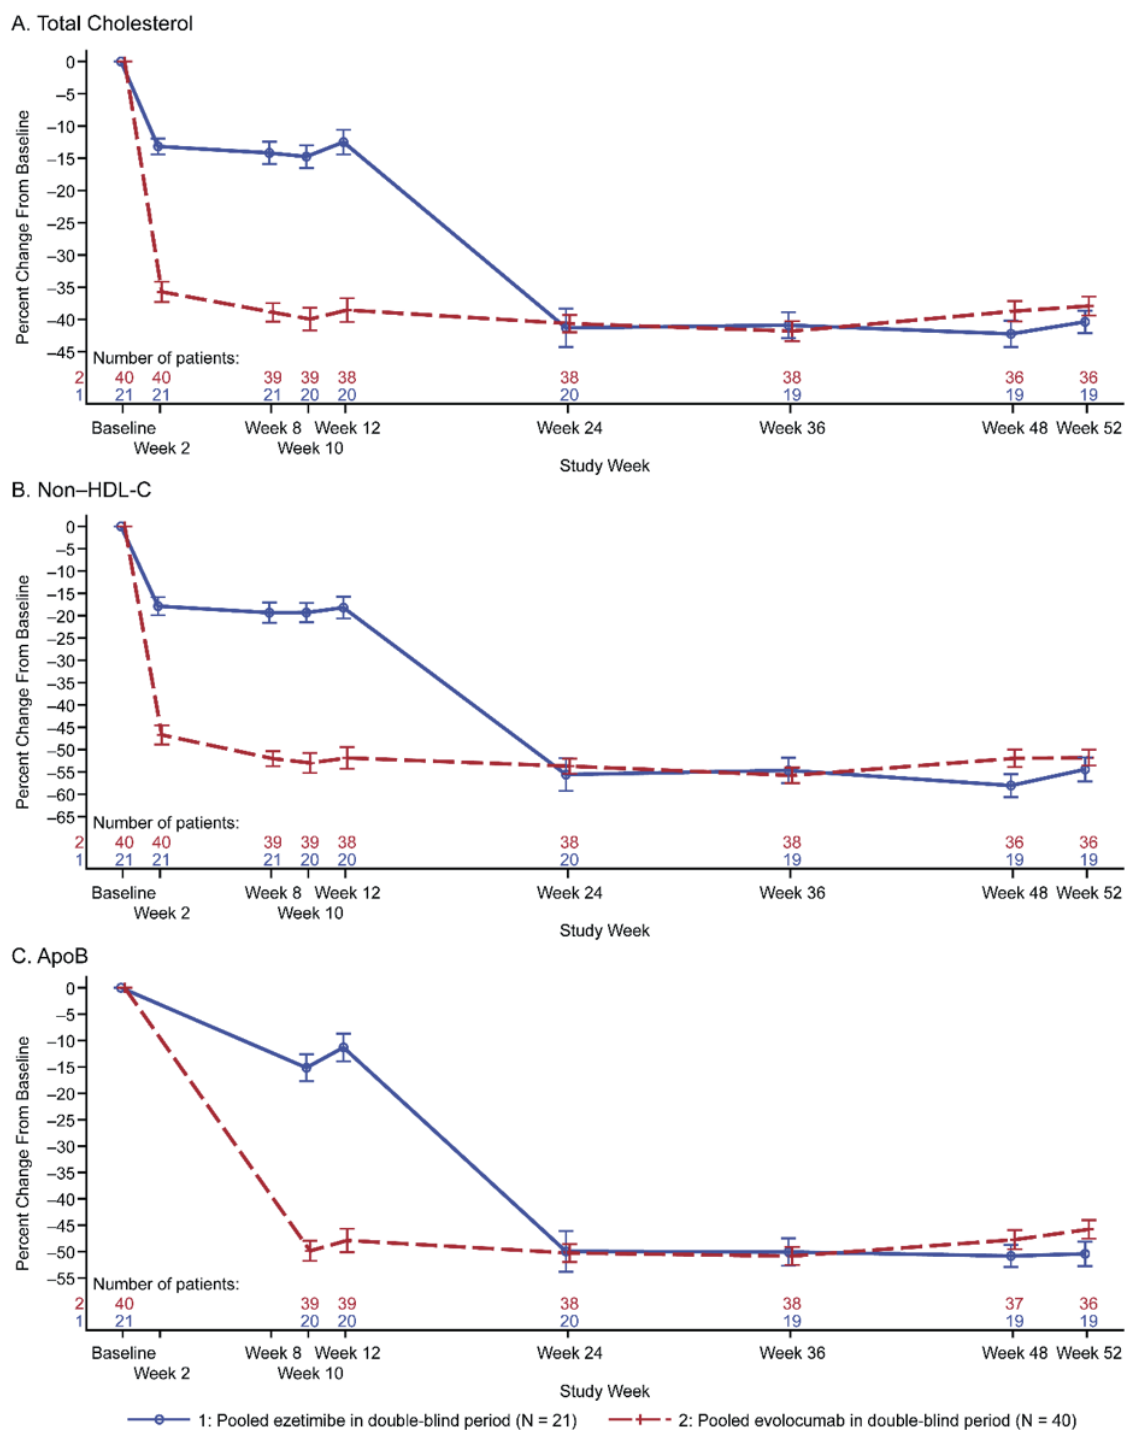 A. Total Cholesterol
Percent Change From Baseline
0
–5
–10
–15
–20
–25
–30
–35
–40
–45
Number of patients:
2 40 40 39 39 38 38 38 36 36
1 21 21 21 20 20 20 19 19 19
Baseline Week 8 Week 12 Week 24 Week 36 Week 48 Week 52
Week 2 Week 10
Study Week
B. Non–HDL-C
Percent Change From Baseline
0
–5
–10
–15
–20
–25
–30
–35
–40
–45
–50
–55
–60
–65
Number of patients:
2 40 40 39 39 38 38 38 36 36
1 21 21 21 20 20 20 19 19 19
Baseline Week 8 Week 12 Week 24 Week 36 Week 48 Week 52
Week 2 Week 10
Study Week
C. ApoB
Percent Change From Baseline
0
–5
–10
–15
–20
–25
–30
–35
–40
–45
–50
–55
Number of patients:
2 40 39 39 38 38 37 36
1 21 20 20 20 19 19 19
Baseline Week 8 Week 12 Week 24 Week 36 Week 48 Week 52
Week 2 Week 10
Study Week
1: Pooled ezetimibe in double-blind period (N = 21) 2: Pooled evolocumab in double-blind period (N = 40)